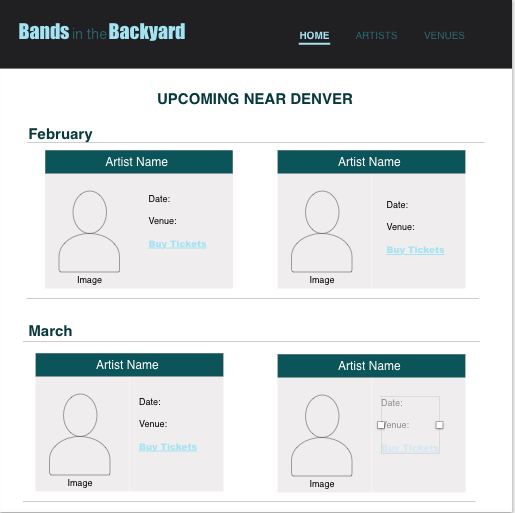 Bands in the Backyard
HOME ARTISTS VENUES
UPCOMING NEAR DENVER
February
Artist Name
Date:
Venue:
Buy Tickets
Image
Artist Name
Date:
Venue:
Buy Tickets
Image
March
Artist Name
Date:
Venue:
Buy Tickets
Image
Artist Name
Date:
Venue:
Buy Tickets
Image